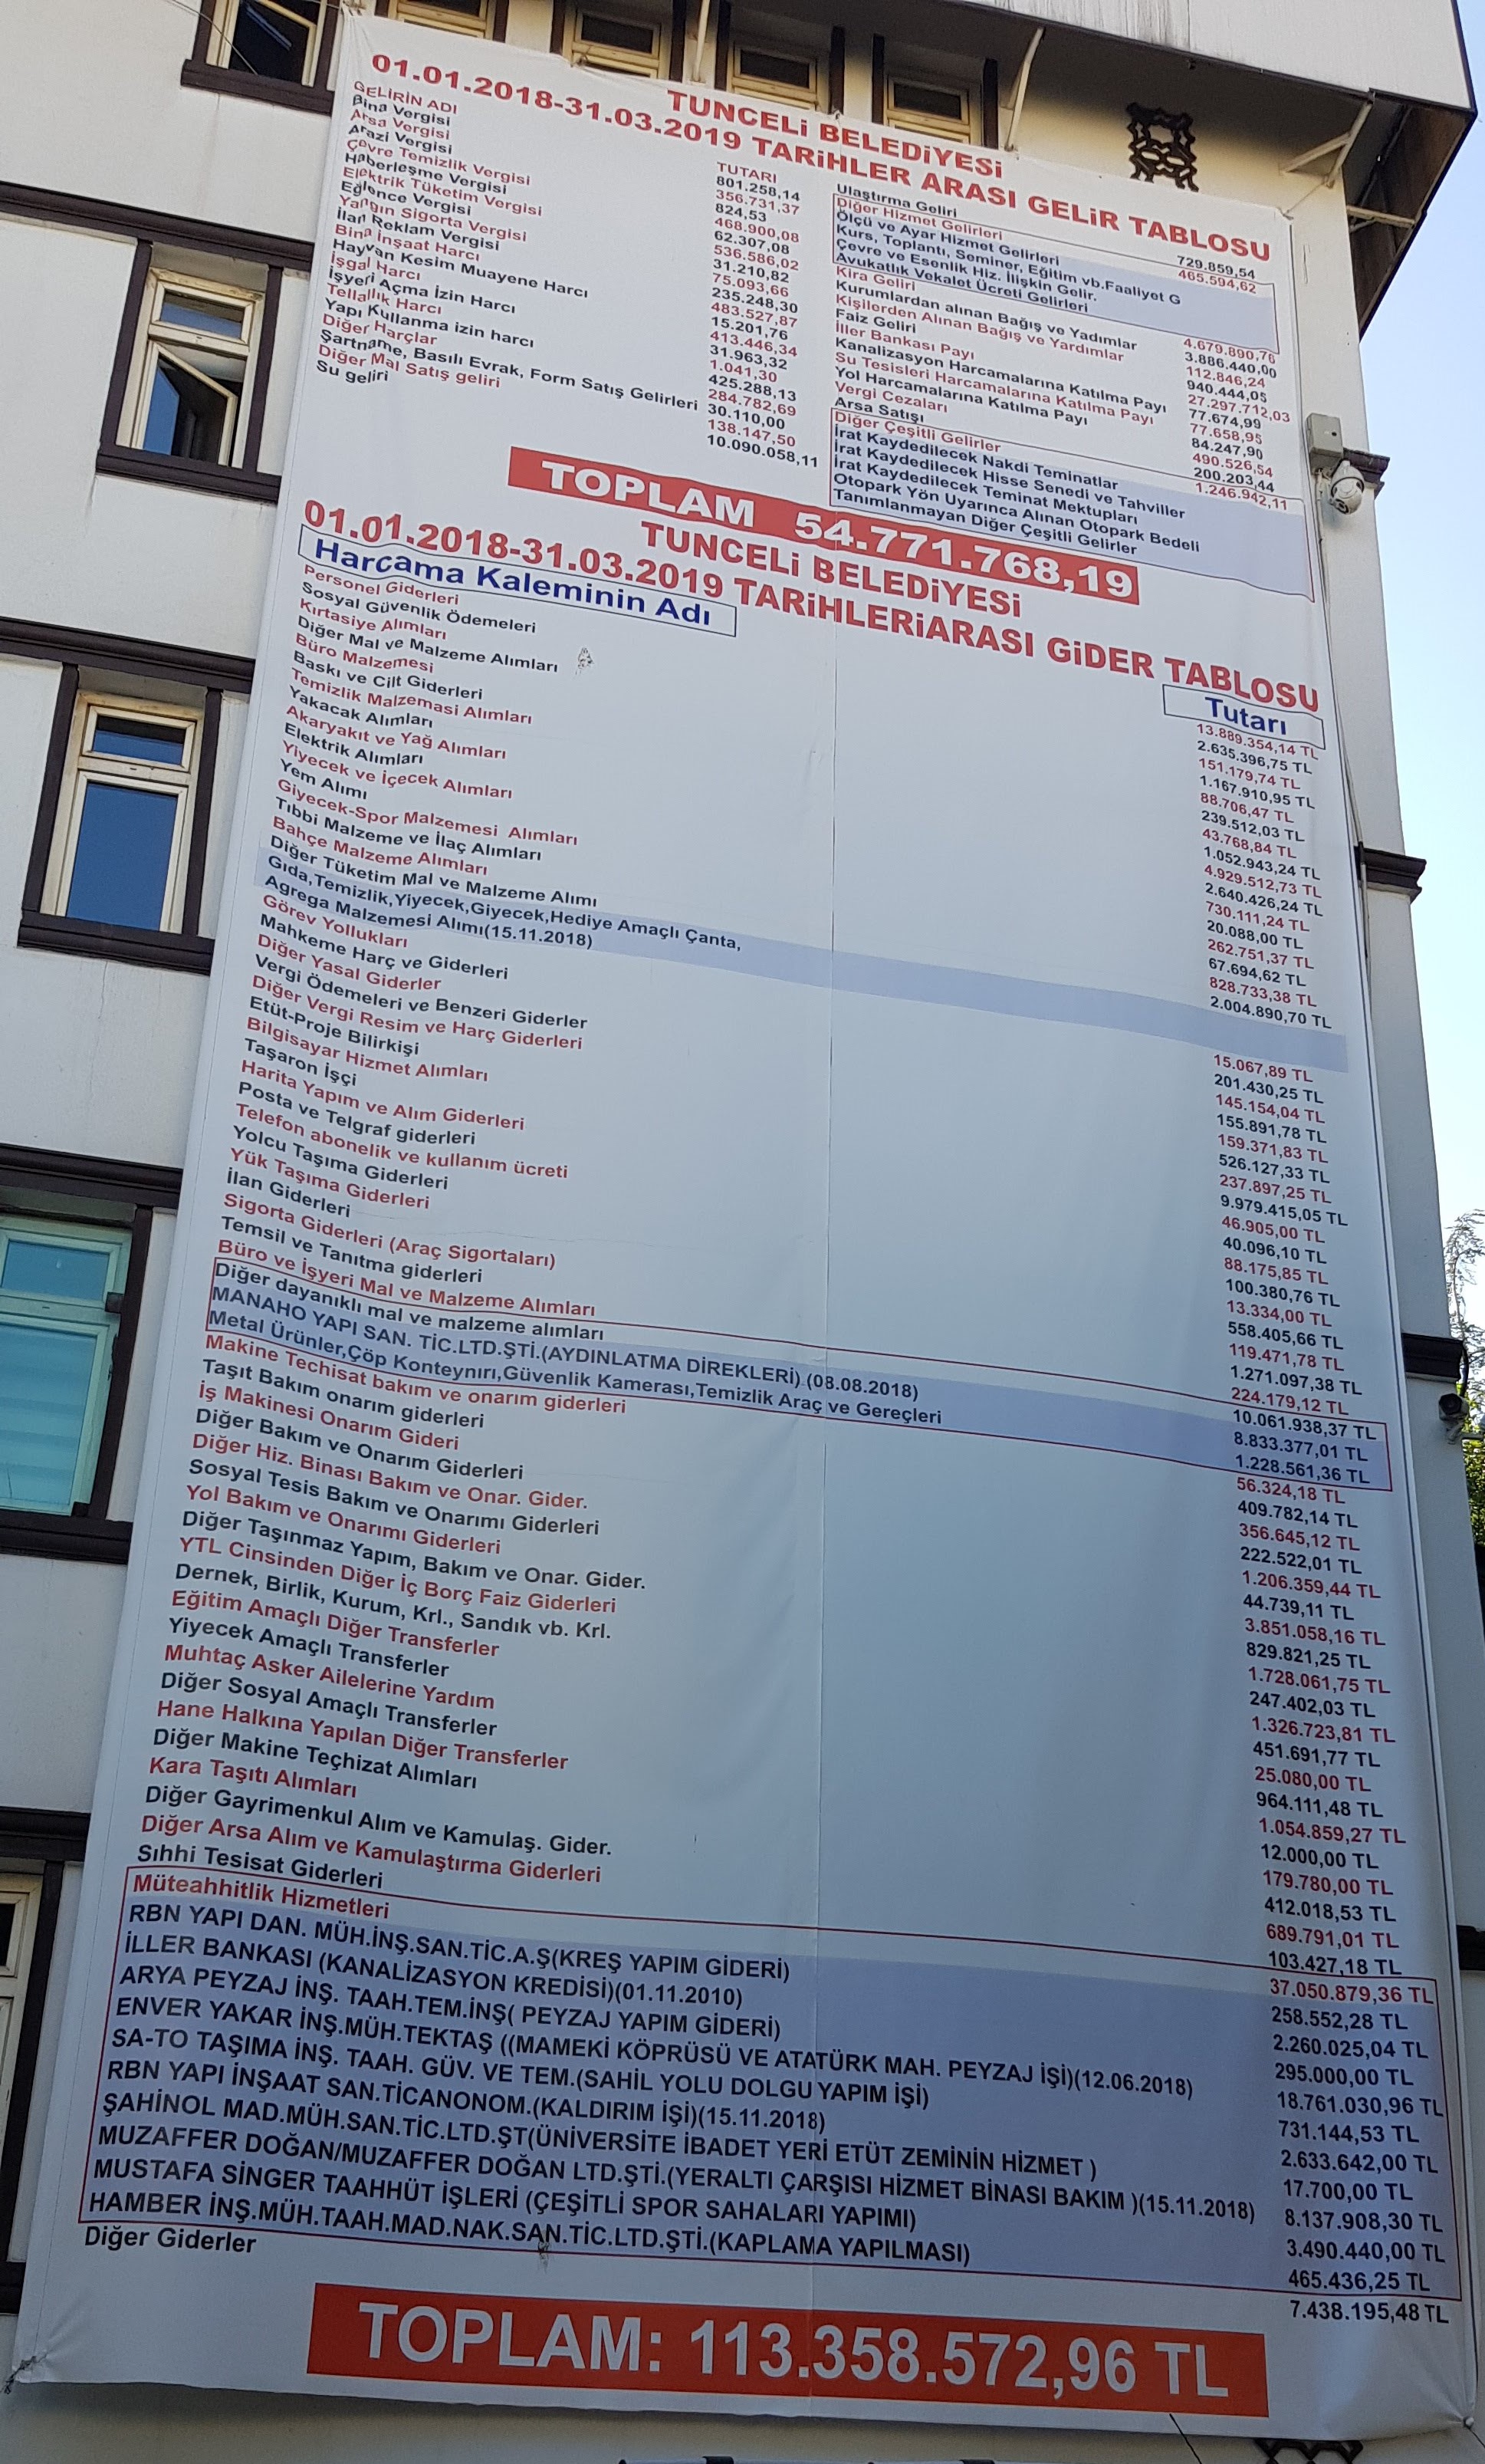 TUNCELİ BELEDİYESİ
01.01.2018-31.03.2019 TARİHLER ARASI GELİR TABLOSU
GELİRİN ADI TUTARI
Bina Vergisi 801.258,14
Arsa Vergisi 356.731,37
Arazi Vergisi 824,53
Çevre Temizlik Vergisi 468.900,08
Haberleşme Vergisi 62.307,08
Elektrik Tüketim Vergisi 536.586,02
Eğlence Vergisi 31.210,82
Yangın Sigorta Vergisi 75.093,66
İlan Reklam Vergisi 235.248,30
Bina İnşaat Harcı 483.527,87
Hayvan Kesim Muayene Harcı 15.201,76
İşgal Harcı 413.446,34
İşyeri Açma İzin Harcı 31.963,32
Tellallık Harcı 1.041,30
Yapı Kullanma izin harcı 425.288,13
Diğer Harçlar 284.782,69
Şartname, Basılı Evrak, Form Satış Gelirleri 30.110,00
Diğer Mal Satış geliri 138.147,50
Su geliri 10.090.058,11
Ulaştırma Geliri 729.859,54
Diğer Hizmet Gelirleri 465.594,62
Ölçü ve Ayar Hizmet Gelirleri
Kurs, Toplantı, Seminer, Eğitim vb.Faaliyet G
Çevre ve Esenlik Hiz. İlişkin Gelir.
Avukatlık Vekalet Ücreti Gelirleri
Kira Geliri 4.679.890,76
Kurumlardan alınan Bağış ve Yadımlar 3.886.440,00
Kişilerden Alınan Bağış ve Yardımlar 112.846,24
Faiz Geliri 940.444,05
İller Bankası Payı 27.297.712,03
Kanalizasyon Harcamalarına Katılma Payı 77.674,99
Su Tesisleri Harcamalarına Katılma Payı 77.658,95
Yol Harcamalarına Katılma Payı 84.247,90
Vergi Cezaları 490.526,54
Arsa Satışı 200.203,44
Diğer Çeşitli Gelirler 1.246.942,11
İrat Kaydedilecek Nakdi Teminatlar
İrat Kaydedilecek Hisse Senedi ve Tahviller
İrat Kaydedilecek Teminat Mektupları
Otopark Yön Uyarınca Alınan Otopark Bedeli
Tanımlanmayan Diğer Çeşitli Gelirler
TOPLAM 54.771.768,19
TUNCELİ BELEDİYESİ
01.01.2018-31.03.2019 TARİHLERİARASI GİDER TABLOSU
Harcama Kaleminin Adı Tutarı
Personel Giderleri 13.889.354,14 TL
Sosyal Güvenlik Ödemeleri 2.635.396,75 TL
Kırtasiye Alımları 151.179,74 TL
Diğer Mal ve Malzeme Alımları 1.167.910,95 TL
Büro Malzemesi 88.706,47 TL
Baskı ve Cilt Giderleri 239.512,03 TL
Temizlik Malzemasi Alımları 43.768,84 TL
Yakacak Alımları 1.052.943,24 TL
Akaryakıt ve Yağ Alımları 4.929.512,73 TL
Elektrik Alımları 2.640.426,24 TL
Yiyecek ve İçecek Alımları 730.111,24 TL
Yem Alımı 20.088,00 TL
Giyecek-Spor Malzemesi Alımları 262.751,37 TL
Tıbbi Malzeme ve İlaç Alımları 67.694,62 TL
Bahçe Malzeme Alımları 828.733,38 TL
Diğer Tüketim Mal ve Malzeme Alımı 2.004.890,70 TL
Gıda,Temizlik,Yiyecek,Giyecek,Hediye Amaçlı Çanta,
Agrega Malzemesi Alımı(15.11.2018)
Görev Yollukları 15.067,89 TL
Mahkeme Harç ve Giderleri 201.430,25 TL
Diğer Yasal Giderler 145.154,04 TL
Vergi Ödemeleri ve Benzeri Giderler 155.891,78 TL
Diğer Vergi Resim ve Harç Giderleri 159.371,83 TL
Etüt-Proje Bilirkişi 526.127,33 TL
Bilgisayar Hizmet Alımları 237.897,25 TL
Taşaron İşçi 9.979.415,05 TL
Harita Yapım ve Alım Giderleri 46.905,00 TL
Posta ve Telgraf giderleri 40.096,10 TL
Telefon abonelik ve kullanım ücreti 88.175,85 TL
Yolcu Taşıma Giderleri 100.380,76 TL
Yük Taşıma Giderleri 13.334,00 TL
İlan Giderleri 558.405,66 TL
Sigorta Giderleri (Araç Sigortaları) 119.471,78 TL
Temsil ve Tanıtma giderleri 1.271.097,38 TL
Büro ve İşyeri Mal ve Malzeme Alımları 224.179,12 TL
Diğer dayanıklı mal ve malzeme alımları 10.061.938,37 TL
MANAHO YAPI SAN. TİC.LTD.ŞTİ.(AYDINLATMA DİREKLERİ) (08.08.2018) 8.833.377,01 TL
Metal Ürünler,Çöp Konteynırı,Güvenlik Kamerası,Temizlik Araç ve Gereçleri 1.228.561,36 TL
Makine Techisat bakım ve onarım giderleri 56.324,18 TL
Taşıt Bakım onarım giderleri 409.782,14 TL
İş Makinesi Onarım Gideri 356.645,12 TL
Diğer Bakım ve Onarım Giderleri 222.522,01 TL
Diğer Hiz. Binası Bakım ve Onar. Gider. 1.206.359,44 TL
Sosyal Tesis Bakım ve Onarımı Giderleri 44.739,11 TL
Yol Bakım ve Onarımı Giderleri 3.851.058,16 TL
Diğer Taşınmaz Yapım, Bakım ve Onar. Gider. 829.821,25 TL
YTL Cinsinden Diğer İç Borç Faiz Giderleri 1.728.061,75 TL
Dernek, Birlik, Kurum, Krl., Sandık vb. Krl. 247.402,03 TL
Eğitim Amaçlı Diğer Transferler 1.326.723,81 TL
Yiyecek Amaçlı Transferler 451.691,77 TL
Muhtaç Asker Ailelerine Yardım 25.080,00 TL
Diğer Sosyal Amaçlı Transferler 964.111,48 TL
Hane Halkına Yapılan Diğer Transferler 1.054.859,27 TL
Diğer Makine Teçhizat Alımları 12.000,00 TL
Kara Taşıtı Alımları 179.780,00 TL
Diğer Gayrimenkul Alım ve Kamulaş. Gider. 412.018,53 TL
Diğer Arsa Alım ve Kamulaştırma Giderleri 689.791,01 TL
Sıhhi Tesisat Giderleri 103.427,18 TL
Müteahhitlik Hizmetleri 37.050.879,36 TL
RBN YAPI DAN. MÜH.İNŞ.SAN.TİC.A.Ş(KREŞ YAPIM GİDERİ) 258.552,28 TL
İLLER BANKASI (KANALİZASYON KREDİSİ)(01.11.2010) 2.260.025,04 TL
ARYA PEYZAJ İNŞ. TAAH.TEM.İNŞ( PEYZAJ YAPIM GİDERİ) 295.000,00 TL
ENVER YAKAR İNŞ.MÜH.TEKTAŞ ((MAMEKİ KÖPRÜSÜ VE ATATÜRK MAH. PEYZAJ İŞİ)(12.06.2018) 18.761.030,96 TL
SA-TO TAŞIMA İNŞ. TAAH. GÜV. VE TEM.(SAHİL YOLU DOLGU YAPIM İŞİ) 731.144,53 TL
RBN YAPI İNŞAAT SAN.TİCANONOM.(KALDIRIM İŞİ)(15.11.2018) 2.633.642,00 TL
ŞAHİNOL MAD.MÜH.SAN.TİC.LTD.ŞT(ÜNİVERSİTE İBADET YERİ ETÜT ZEMİNİN HİZMET ) 17.700,00 TL
MUZAFFER DOĞAN/MUZAFFER DOĞAN LTD.ŞTİ.(YERALTI ÇARŞISI HİZMET BİNASI BAKIM )(15.11.2018) 8.137.908,30 TL
MUSTAFA SİNGER TAAHHÜT İŞLERİ (ÇEŞİTLİ SPOR SAHALARI YAPIMI) 3.490.440,00 TL
HAMBER İNŞ.MÜH.TAAH.MAD.NAK.SAN.TİC.LTD.ŞTİ.(KAPLAMA YAPILMASI) 465.436,25 TL
Diğer Giderler 7.438.195,48 TL
TOPLAM: 113.358.572,96 TL